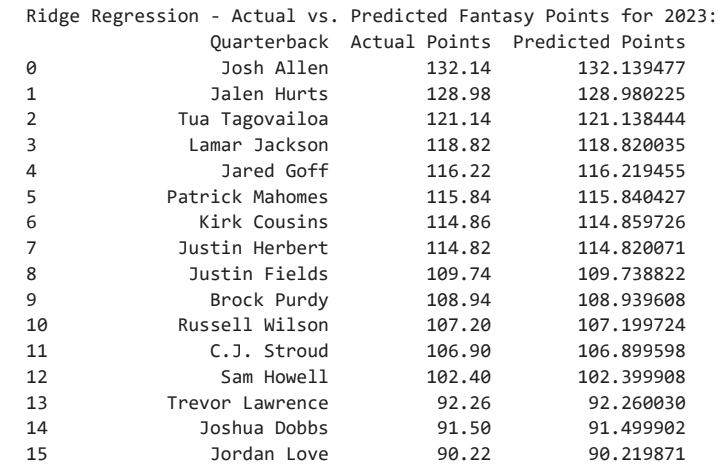 Ridge Regression - Actual vs. Predicted Fantasy Points for 2023:
Quarterback Actual Points Predicted Points
0 Josh Allen 132.14 132.139477
1 Jalen Hurts 128.98 128.980225
2 Tua Tagovailoa 121.14 121.138444
3 Lamar Jackson 118.82 118.820035
4 Jared Goff 116.22 116.219455
5 Patrick Mahomes 115.84 115.840427
6 Kirk Cousins 114.86 114.859726
7 Justin Herbert 114.82 114.820071
8 Justin Fields 109.74 109.738822
9 Brock Purdy 108.94 108.939608
10 Russell Wilson 107.20 107.199724
11 C.J. Stroud 106.90 106.899598
12 Sam Howell 102.40 102.399908
13 Trevor Lawrence 92.26 92.260030
14 Joshua Dobbs 91.50 91.499902
15 Jordan Love 90.22 90.219871